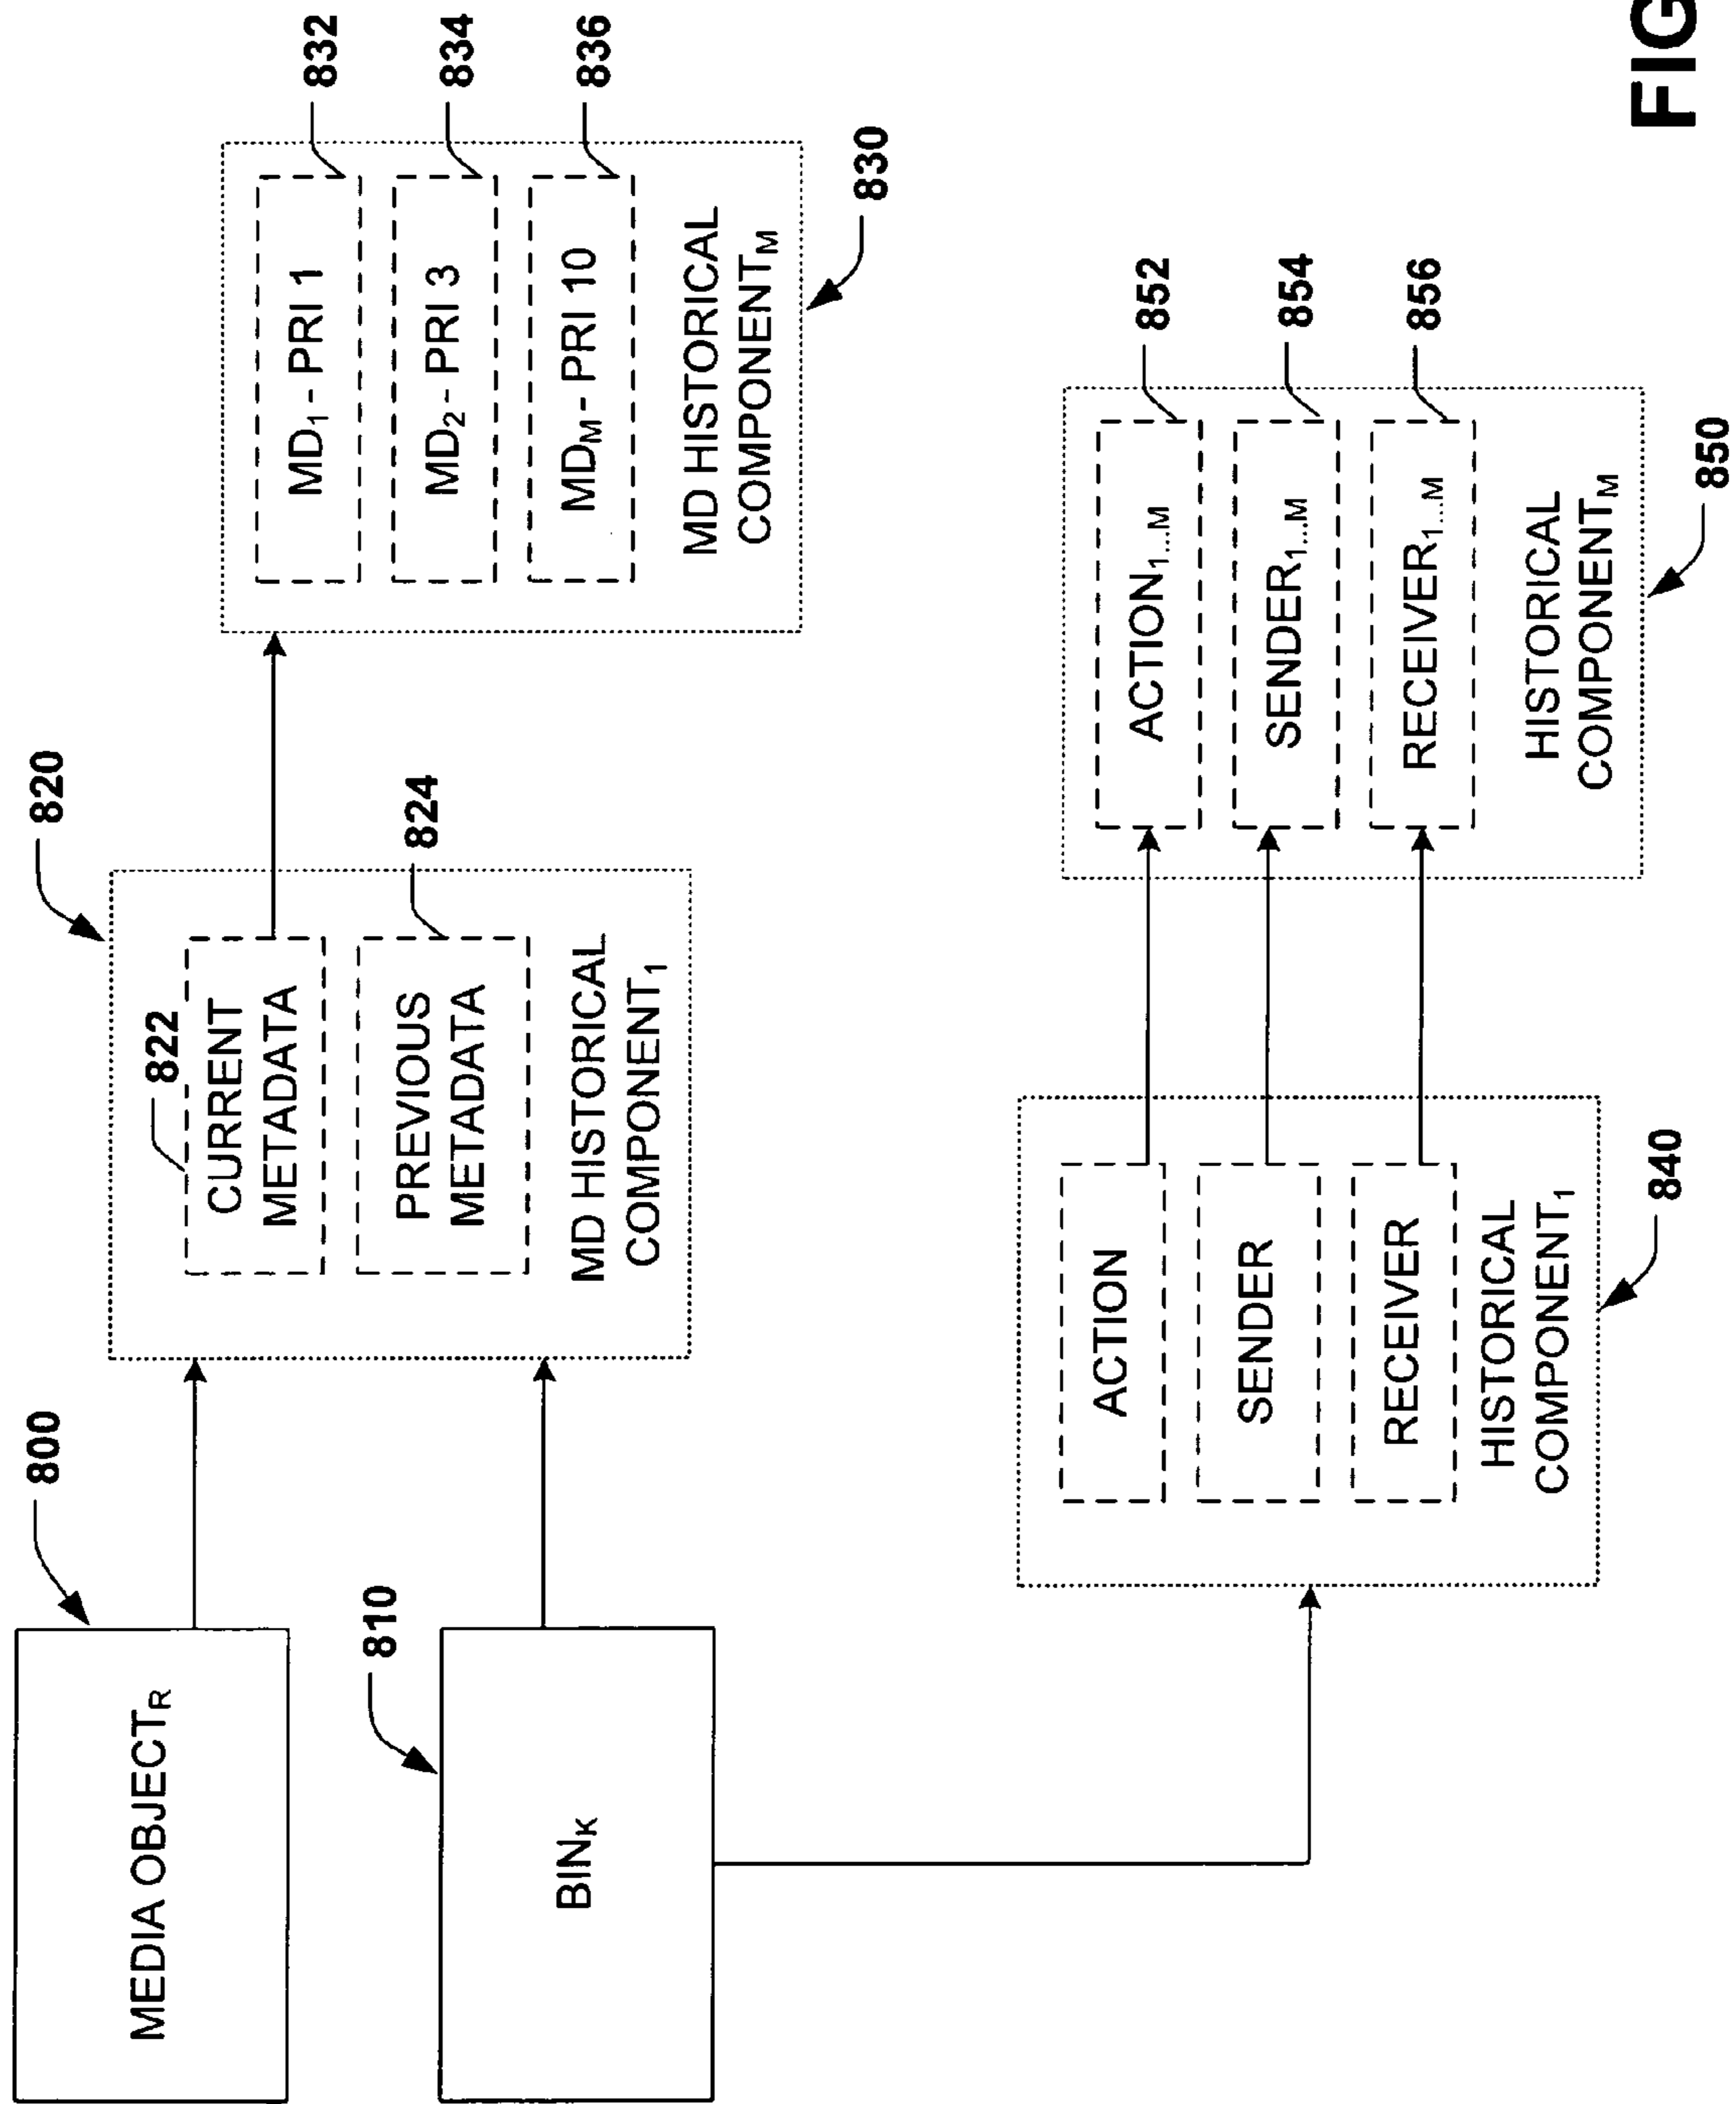 800
MEDIA OBJECTR
810
BINK
820
822
CURRENT
METADATA
824
PREVIOUS
METADATA
MD HISTORICAL
COMPONENT1
832
MD1- PRI 1
834
MD2- PRI 3
836
MDM- PRI 10
MD HISTORICAL
COMPONENTM
830
ACTION
SENDER
RECEIVER
HISTORICAL
COMPONENT1
840
852
ACTION1...M
854
SENDER1...M
856
RECEIVER1...M
HISTORICAL
COMPONENTM
850
FIG